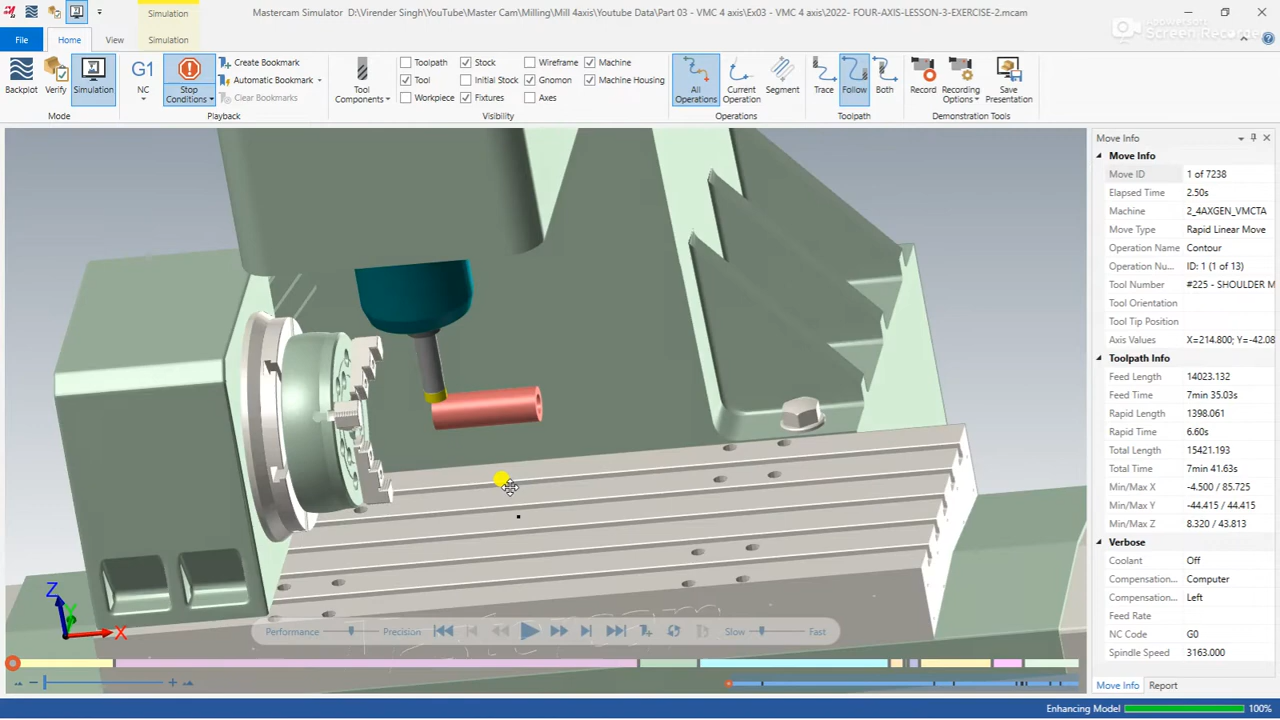 Simulation
Mastercam Simulator - D:\Virender Singh\YouTube\Master Cam\Milling\Mill 4axis\Youtube Data\Part 03 - VMC 4 axis\Ex03 - VMC 4 axis\2022- FOUR-AXIS-LESSON-3-EXERCISE-2.mcam
File
Home
View
Simulation
Apowersoft
Screen Recorder
Backplot
Verify
Simulation
Mode
G1
NC
Stop
Conditions
Create Bookmark
Automatic Bookmark
Clear Bookmarks
Playback
Tool
Components
Toolpath
Stock
Wireframe
Machine
Tool
Initial Stock
Gnomon
Machine Housing
Workpiece
Fixtures
Axes
Visibility
All
Operations
Current
Operation
Segment
Operations
Trace
Follow
Both
Toolpath
Record
Recording
Options
Save
Presentation
Demonstration Tools
Z
Y
X
Performance
Precision
Slow
Fast
Move Info
Move Info
Move ID 1 of 7238
Elapsed Time 2.50s
Machine 2_4AXGEN_VMCTA
Move Type Rapid Linear Move
Operation Name Contour
Operation Nu... ID: 1 (1 of 13)
Tool Number #225 - SHOULDER M
Tool Orientation
Tool Tip Position
Axis Values X=214.800; Y=-42.08
Toolpath Info
Feed Length 14023.132
Feed Time 7min 35.03s
Rapid Length 1398.061
Rapid Time 6.60s
Total Length 15421.193
Total Time 7min 41.63s
Min/Max X -4.500 / 85.725
Min/Max Y -44.415 / 44.415
Min/Max Z 8.320 / 43.813
Verbose
Coolant Off
Compensation... Computer
Compensation... Left
Feed Rate
NC Code G0
Spindle Speed 3163.000
Move Info
Report
Enhancing Model
100%